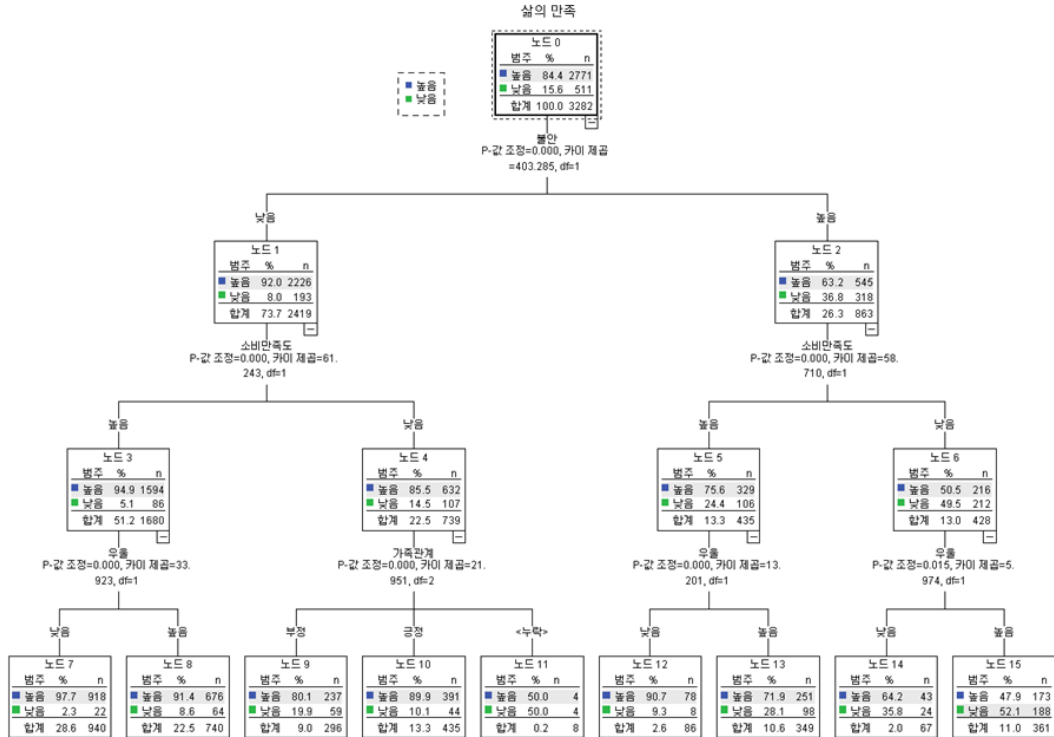 삶의 만족
노드 0
범주 % n
높음 84.4 2771
낮음 15.6 511
합계 100.0 3282
높음
낮음
불안
P-값 조정=0.000, 카이 제곱
=403.285, df=1
낮음
높음
노드 1
범주 % n
높음 92.0 2226
낮음 8.0 193
합계 73.7 2419
노드 2
범주 % n
높음 63.2 545
낮음 36.8 318
합계 26.3 863
소비만족도
P-값 조정=0.000, 카이 제곱=61.
243, df=1
소비만족도
P-값 조정=0.000, 카이 제곱=58.
710, df=1
높음
낮음
높음
낮음
노드 3
범주 % n
높음 94.9 1594
낮음 5.1 86
합계 51.2 1680
노드 4
범주 % n
높음 85.5 632
낮음 14.5 107
합계 22.5 739
노드 5
범주 % n
높음 75.6 329
낮음 24.4 106
합계 13.3 435
노드 6
범주 % n
높음 50.5 216
낮음 49.5 212
합계 13.0 428
우울
P-값 조정=0.000, 카이 제곱=33.
923, df=1
가족관계
P-값 조정=0.000, 카이 제곱=21.
951, df=2
우울
P-값 조정=0.000, 카이 제곱=13.
201, df=1
우울
P-값 조정=0.015, 카이 제곱=5.
974, df=1
낮음
높음
부정
긍정
<누락>
낮음
높음
낮음
높음
노드 7
범주 % n
높음 97.7 918
낮음 2.3 22
합계 28.6 940
노드 8
범주 % n
높음 91.4 676
낮음 8.6 64
합계 22.5 740
노드 9
범주 % n
높음 80.1 237
낮음 19.9 59
합계 9.0 296
노드 10
범주 % n
높음 89.9 391
낮음 10.1 44
합계 13.3 435
노드 11
범주 % n
높음 50.0 4
낮음 50.0 4
합계 0.2 8
노드 12
범주 % n
높음 90.7 78
낮음 9.3 8
합계 2.6 86
노드 13
범주 % n
높음 71.9 251
낮음 28.1 98
합계 10.6 349
노드 14
범주 % n
높음 64.2 43
낮음 35.8 24
합계 2.0 67
노드 15
범주 % n
높음 47.9 173
낮음 52.1 188
합계 11.0 361